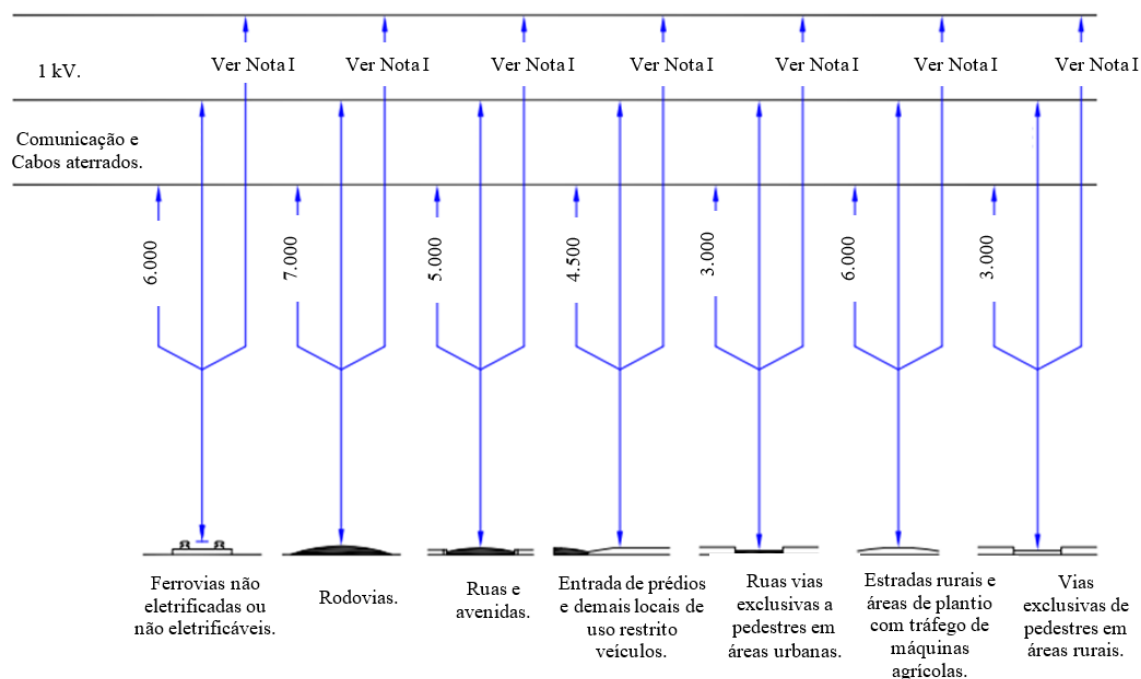 Ver Nota I
Ver Nota I
Ver Nota I
Ver Nota I
Ver Nota I
Ver Nota I
Ver Nota I
1 kV.
Comunicação e
Cabos aterrados.
6.000
7.000
5.000
4.500
3.000
6.000
3.000
Ferrovias não
eletrificadas ou
não eletrificáveis.
Rodovias.
Ruas e
avenidas.
Entrada de prédios
e demais locais de
uso restrito
veículos.
Ruas vias
exclusivas a
pedestres em
áreas urbanas.
Estradas rurais e
áreas de plantio
com tráfego de
máquinas
agrícolas.
Vias
exclusivas de
pedestres em
áreas rurais.